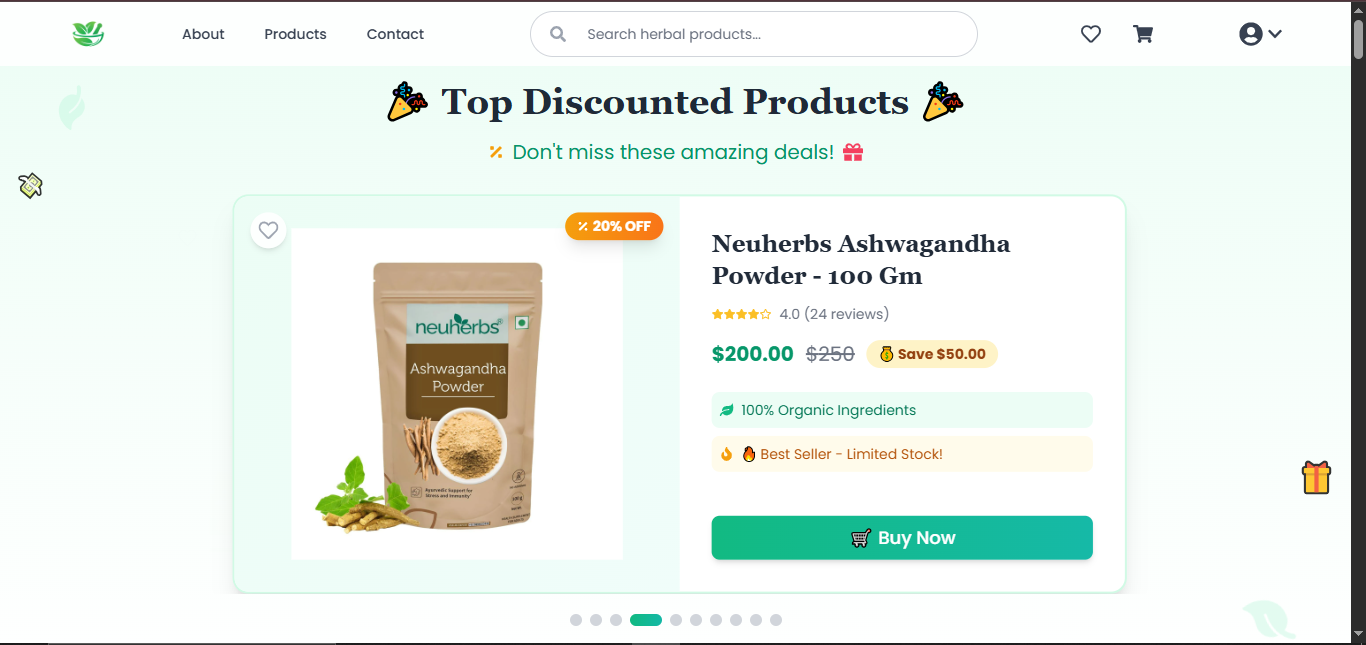 About Products Contact Search herbal products...
Top Discounted Products
Don't miss these amazing deals!
20% OFF
neuherbs®
Ashwagandha
Powder
Ayurvedic Support for
Stress and Immunity*
Neuherbs Ashwagandha
Powder - 100 Gm
4.0 (24 reviews)
$200.00 $250 Save $50.00
100% Organic Ingredients
Best Seller - Limited Stock!
Buy Now